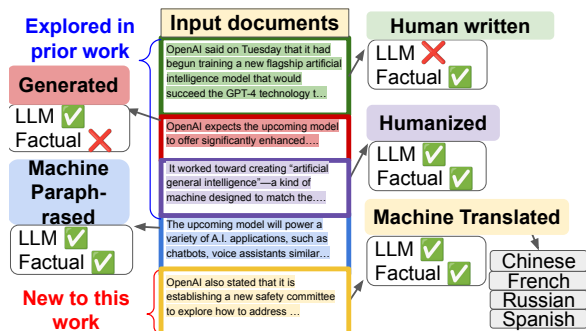 Explored in
prior work
Input documents
OpenAI said on Tuesday that it had
begun training a new flagship artificial
intelligence model that would
succeed the GPT-4 technology t…
OpenAI expects the upcoming model
to offer significantly enhanced….
It worked toward creating “artificial
general intelligence”—a kind of
machine designed to match the….
The upcoming model will power a
variety of A.I. applications, such as
chatbots, voice assistants similar…
OpenAI also stated that it is
establishing a new safety committee
to explore how to address …
Generated
LLM ✅
Factual ❌
Machine
Paraph-
rased
LLM ✅
Factual ✅
New to this
work
Human written
LLM ❌
Factual ✅
Humanized
LLM ✅
Factual ✅
Machine Translated
LLM ✅
Factual ✅
Chinese
French
Russian
Spanish